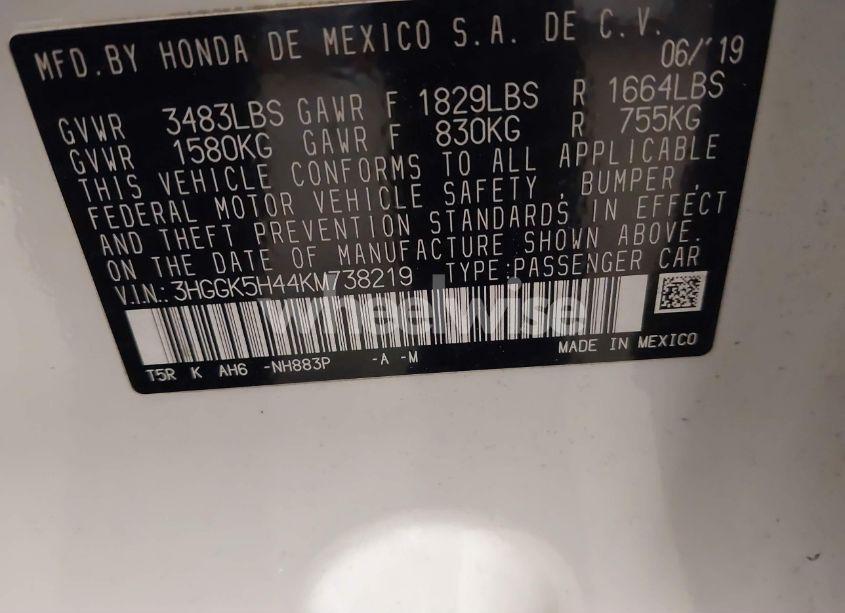 MFD.BY HONDA DE MEXICO S.A. DE C.V.
06/'19
GVWR 3483LBS GAWR F 1829LBS R 1664LBS
GVWR 1580KG GAWR F 830KG R 755KG
THIS VEHICLE CONFORMS TO ALL APPLICABLE
FEDERAL MOTOR VEHICLE SAFETY, BUMPER,
AND THEFT PREVENTION STANDARDS IN EFFECT
ON THE DATE OF MANUFACTURE SHOWN ABOVE.
V.I.N.: 3HGGK5H44KM738219 TYPE:PASSENGER CAR
wheelwise
T5R K AH6 -NH883P -A -M MADE IN MEXICO